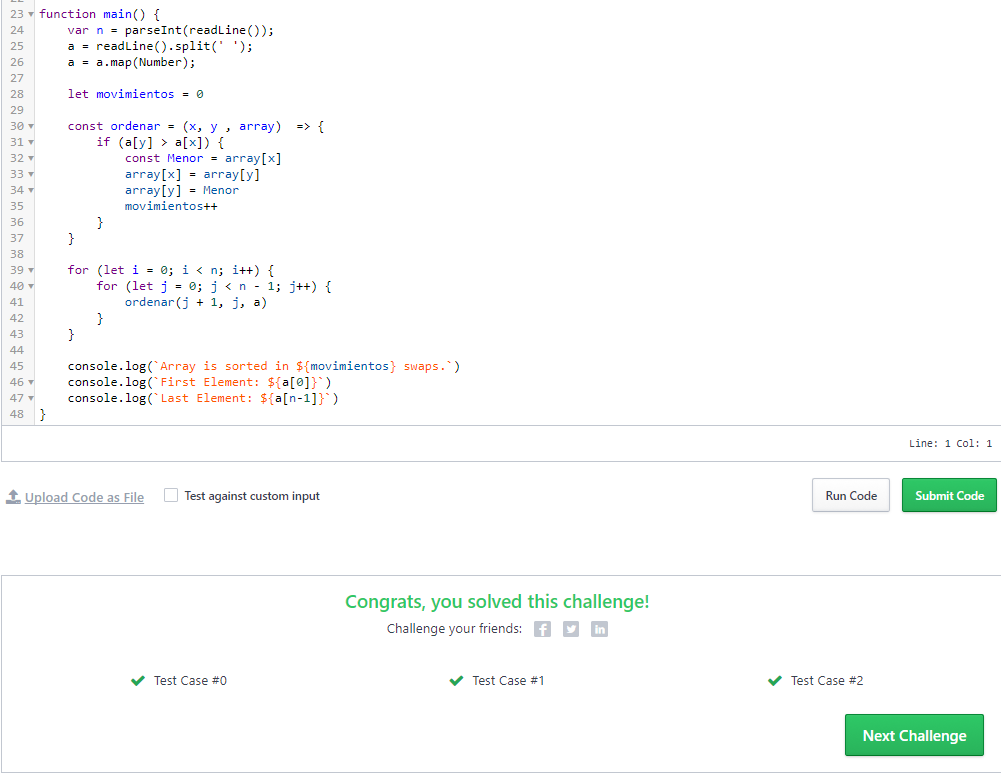 23 function main() {
24 var n = parseInt(readLine());
25 a = readLine().split(' ');
26 a = a.map(Number);
27
28 let movimientos = 0
29
30 const ordenar = (x, y , array) => {
31 if (a[y] > a[x]) {
32 const Menor = array[x]
33 array[x] = array[y]
34 array[y] = Menor
35 movimientos++
36 }
37 }
38
39 for (let i = 0; i < n; i++) {
40 for (let j = 0; j < n - 1; j++) {
41 ordenar(j + 1, j, a)
42 }
43 }
44
45 console.log(`Array is sorted in ${movimientos} swaps.`)
46 console.log(`First Element: ${a[0]}`)
47 console.log(`Last Element: ${a[n-1]}`)
48 }
Line: 1 Col: 1
Upload Code as File Test against custom input Run Code Submit Code
Congrats, you solved this challenge!
Challenge your friends:
Test Case #0 Test Case #1 Test Case #2
Next Challenge